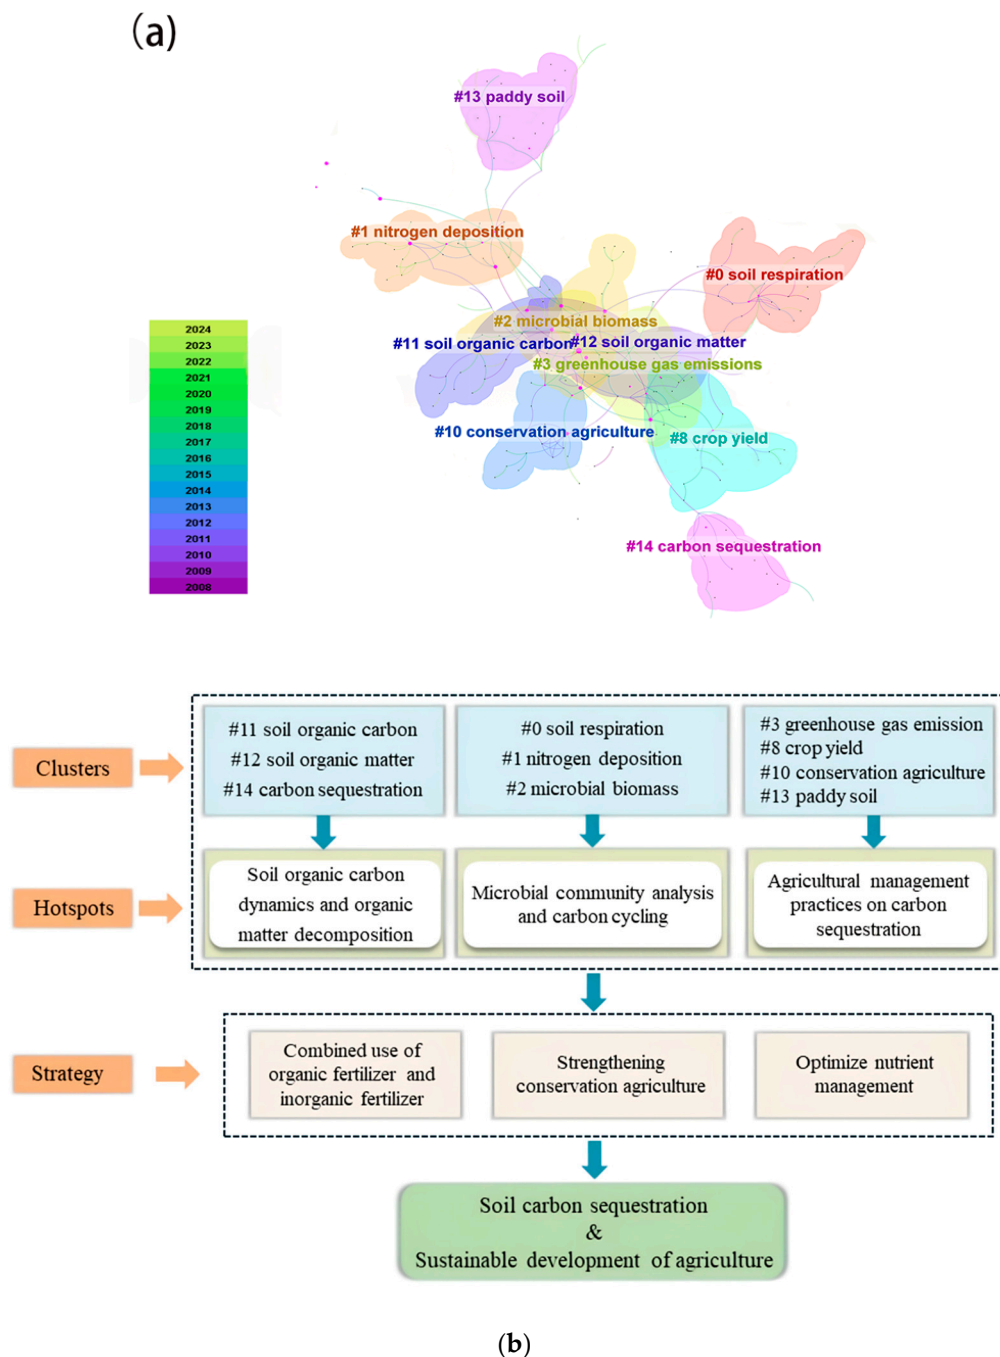 (a)
#13 paddy soil
#1 nitrogen deposition
#0 soil respiration
#2 microbial biomass
#11 soil organic carbon
#12 soil organic matter
#3 greenhouse gas emissions
#10 conservation agriculture
#8 crop yield
#14 carbon sequestration
2024
2023
2022
2021
2020
2019
2018
2017
2016
2015
2014
2013
2012
2011
2010
2009
2008
Clusters
#11 soil organic carbon
#12 soil organic matter
#14 carbon sequestration
#0 soil respiration
#1 nitrogen deposition
#2 microbial biomass
#3 greenhouse gas emission
#8 crop yield
#10 conservation agriculture
#13 paddy soil
Hotspots
Soil organic carbon
dynamics and organic
matter decomposition
Microbial community analysis
and carbon cycling
Agricultural management
practices on carbon
sequestration
Strategy
Combined use of
organic fertilizer and
inorganic fertilizer
Strengthening
conservation agriculture
Optimize nutrient
management
Soil carbon sequestration
&
Sustainable development of agriculture
(b)